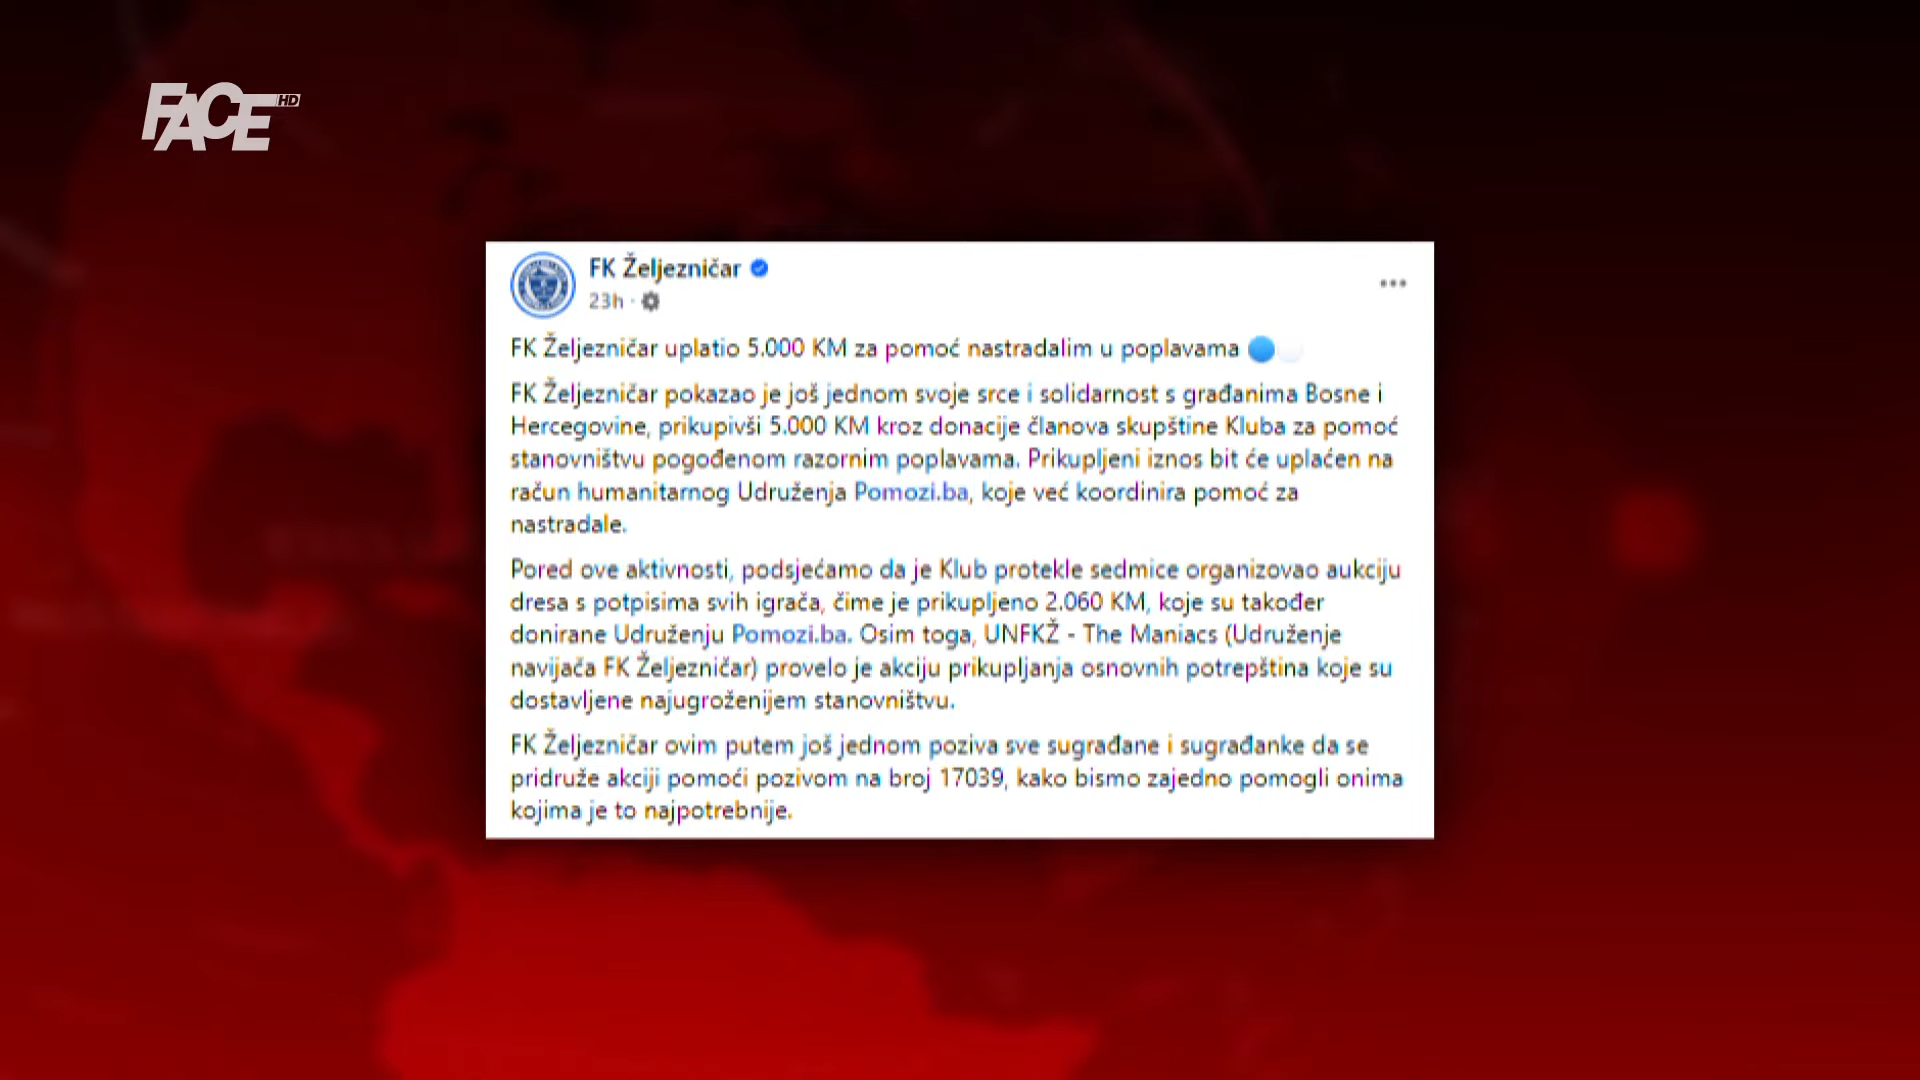 FACE HD
FK Željezničar
23h ·
FK Željezničar uplatio 5.000 KM za pomoć nastradalim u poplavama
FK Željezničar pokazao je još jednom svoje srce i solidarnost s građanima Bosne i
Hercegovine, prikupivši 5.000 KM kroz donacije članova skupštine Kluba za pomoć
stanovništvu pogođenom razornim poplavama. Prikupljeni iznos bit će uplaćen na
račun humanitarnog Udruženja Pomozi.ba, koje već koordinira pomoć za
nastradale.
Pored ove aktivnosti, podsjećamo da je Klub protekle sedmice organizovao aukciju
dresa s potpisima svih igrača, čime je prikupljeno 2.060 KM, koje su također
donirane Udruženju Pomozi.ba. Osim toga, UNFKŽ - The Maniacs (Udruženje
navijača FK Željezničar) provelo je akciju prikupljanja osnovnih potrepština koje su
dostavljene najugroženijem stanovništvu.
FK Željezničar ovim putem još jednom poziva sve sugrađane i sugrađanke da se
pridruže akciji pomoći pozivom na broj 17039, kako bismo zajedno pomogli onima
kojima je to najpotrebnije.